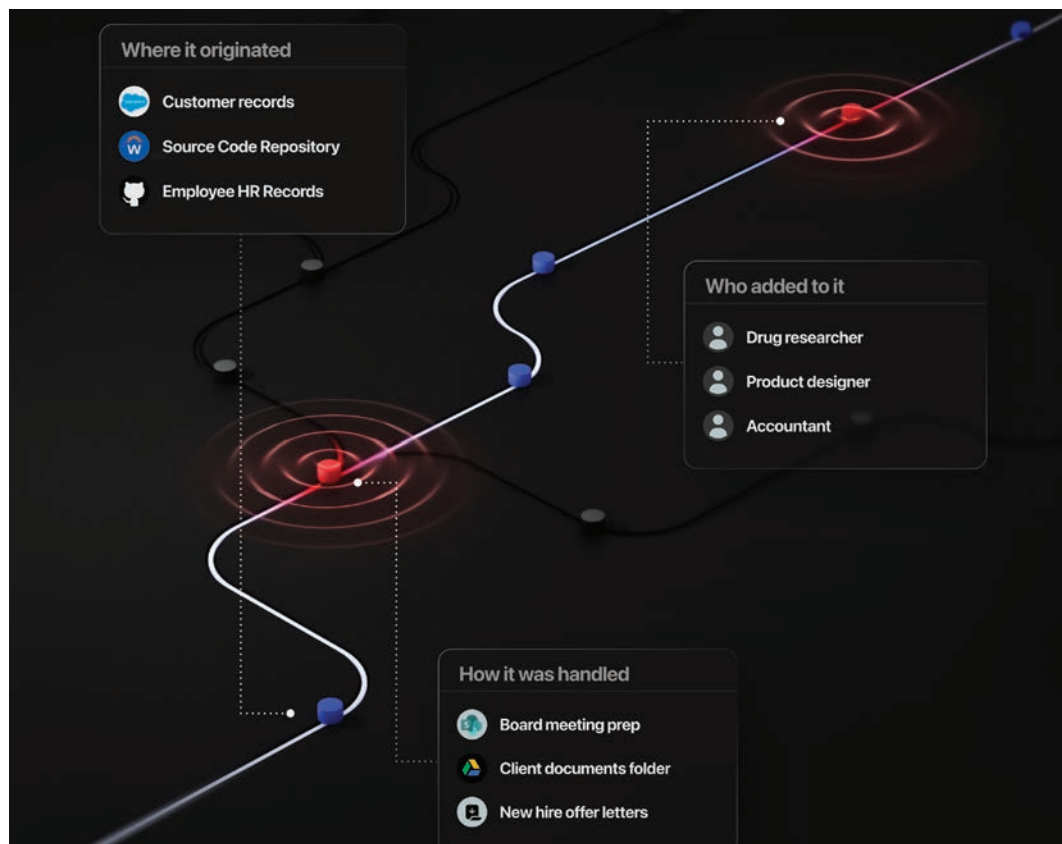 Where it originated
Customer records
Source Code Repository
Employee HR Records
Who added to it
Drug researcher
Product designer
Accountant
How it was handled
Board meeting prep
Client documents folder
New hire offer letters